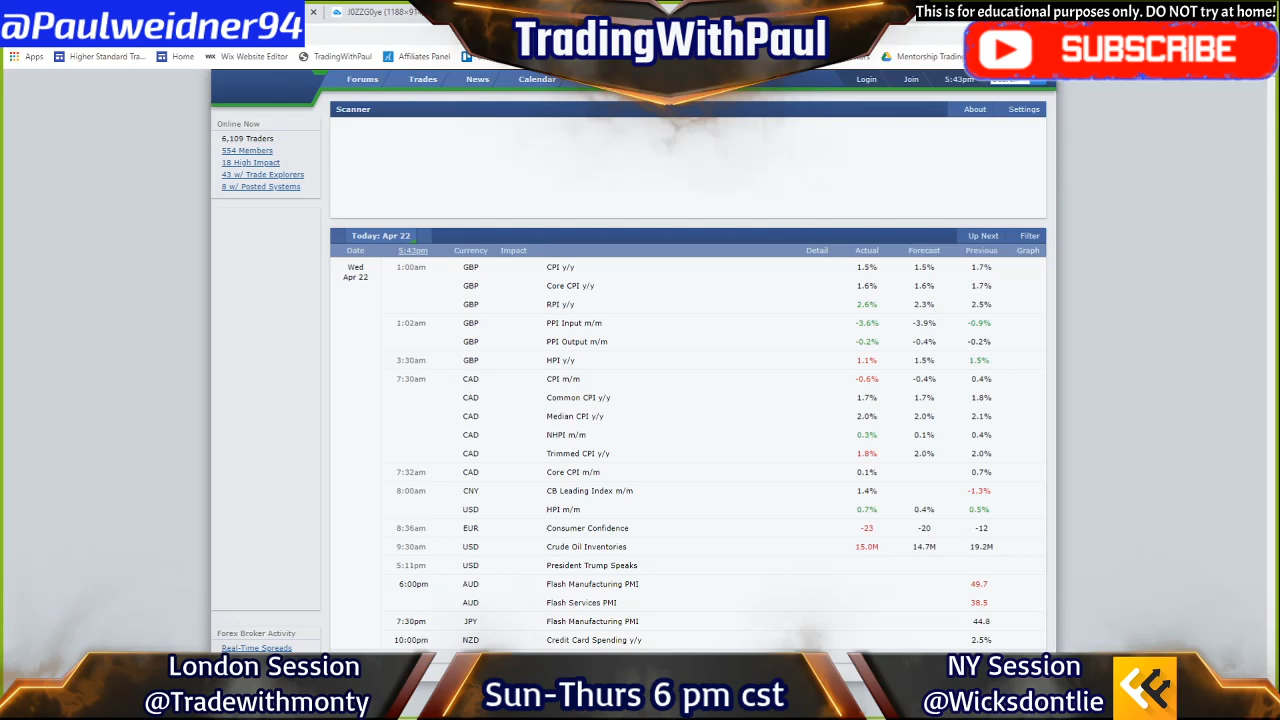 @Paulweidner94
J0ZZG0ye (1188×91
TradingWithPaul
This is for educational purposes only. DO NOT try at home!
SUBSCRIBE
Apps Higher Standard Tra... Home Wix Website Editor TradingWithPaul Affiliates Panel Mentorship Trading
Forums Trades News Calendar Login Join 5:43pm
Scanner About Settings
Online Now
6,109 Traders
554 Members
18 High Impact
43 w/ Trade Explorers
8 w/ Posted Systems
Today: Apr 22 Up Next Filter
Date 5:43pm Currency Impact Detail Actual Forecast Previous Graph
Wed Apr 22 1:00am GBP CPI y/y 1.5% 1.5% 1.7%
GBP Core CPI y/y 1.6% 1.6% 1.7%
GBP RPI y/y 2.6% 2.3% 2.5%
1:02am GBP PPI Input m/m -3.6% -3.9% -0.9%
GBP PPI Output m/m -0.2% -0.4% -0.2%
3:30am GBP HPI y/y 1.1% 1.5% 1.5%
7:30am CAD CPI m/m -0.6% -0.4% 0.4%
CAD Common CPI y/y 1.7% 1.7% 1.8%
CAD Median CPI y/y 2.0% 2.0% 2.1%
CAD NHPI m/m 0.3% 0.1% 0.4%
CAD Trimmed CPI y/y 1.8% 2.0% 2.0%
7:32am CAD Core CPI m/m 0.1% 0.7%
8:00am CNY CB Leading Index m/m 1.4% -1.3%
USD HPI m/m 0.7% 0.4% 0.5%
8:36am EUR Consumer Confidence -23 -20 -12
9:30am USD Crude Oil Inventories 15.0M 14.7M 19.2M
5:11pm USD President Trump Speaks
6:00pm AUD Flash Manufacturing PMI 49.7
AUD Flash Services PMI 38.5
7:30pm JPY Flash Manufacturing PMI 44.8
10:00pm NZD Credit Card Spending y/y 2.5%
Forex Broker Activity
Real-Time Spreads
London Session
@Tradewithmonty
Sun-Thurs 6 pm cst
NY Session
@Wicksdontlie